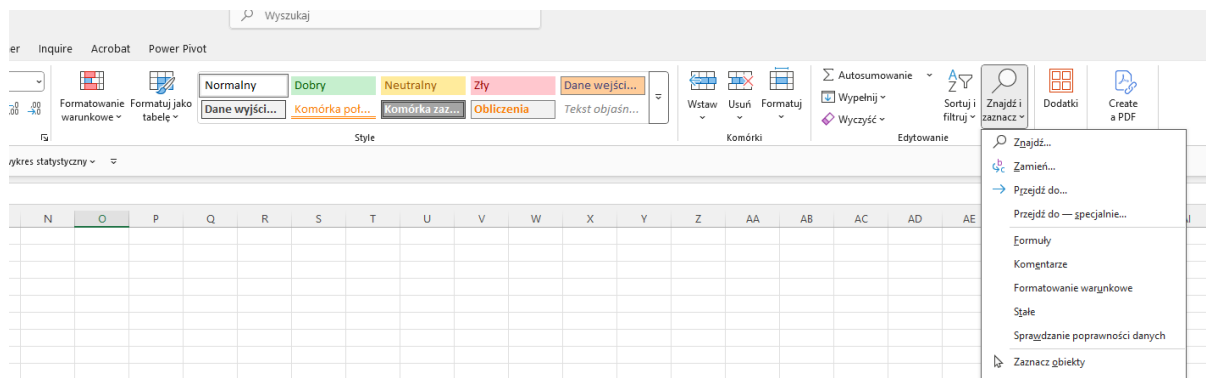 Wyszukaj
er Inquire Acrobat Power Pivot
Normalny Dobry Neutralny Zły Dane wejści...
Dane wyjści... Komórka poł... Komórka zaz... Obliczenia Tekst objaśn...
Formatowanie warunkowe
Formatuj jako tabelę
Style
Wstaw Usuń Formatuj
Komórki
Autosumowanie
Wypełnij
Wyczyść
Sortuj i filtruj
Znajdź i zaznacz
Edytowanie
Dodatki
Create a PDF
wykres statystyczny
N O P Q R S T U V W X Y Z AA AB AC AD AE
Znajdź...
Zamień...
Przejdź do...
Przejdź do — specjalnie...
Formuły
Komentarze
Formatowanie warunkowe
Stałe
Sprawdzanie poprawności danych
Zaznacz obiekty